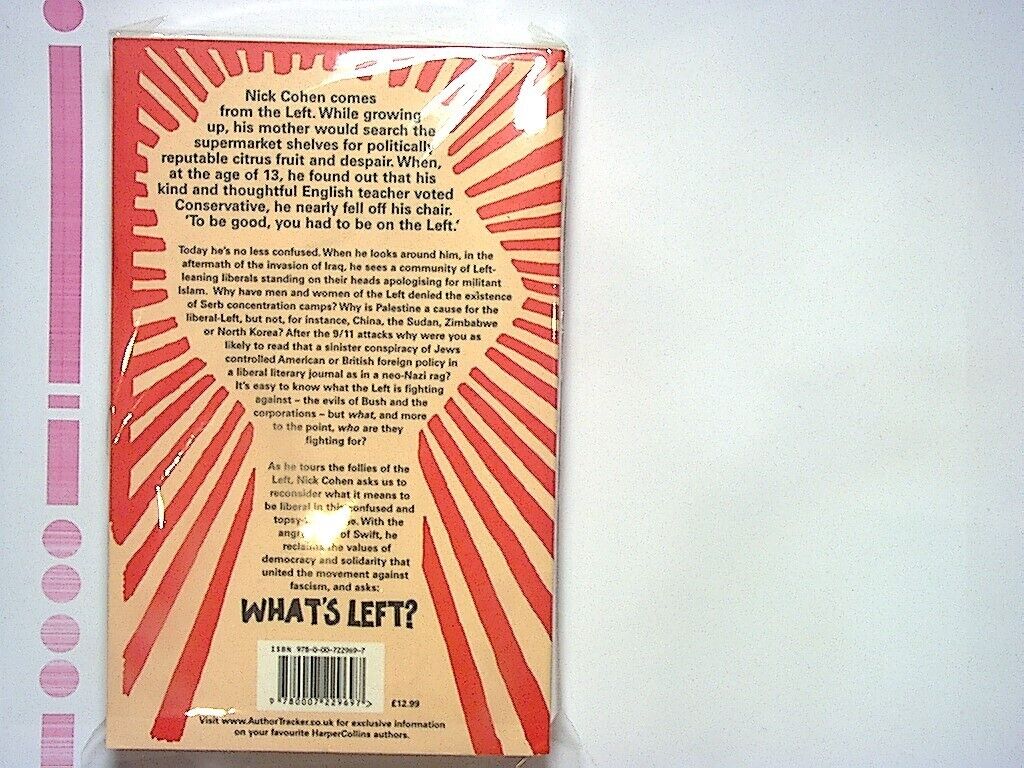 Nick Cohen comes
from the Left. While growing
up, his mother would search the
supermarket shelves for politically
reputable citrus fruit and despair. When,
at the age of 13, he found out that his
kind and thoughtful English teacher voted
Conservative, he nearly fell off his chair.
'To be good, you had to be on the Left.'
Today he's no less confused. When he looks around him, in the
aftermath of the invasion of Iraq, he sees a community of Left-
leaning liberals standing on their heads apologising for militant
Islam. Why have men and women of the Left denied the existence
of Serb concentration camps? Why is Palestine a cause for the
liberal-Left, but not, for instance, China, the Sudan, Zimbabwe
or North Korea? After the 9/11 attacks why were you as
likely to read that a sinister conspiracy of Jews
controlled American or British foreign policy in
a liberal literary journal as in a neo-Nazi rag?
It's easy to know what the Left is fighting
against – the evils of Bush and the
corporations – but what, and more
to the point, who are they
fighting for?
As he tours the follies of the
Left, Nick Cohen asks us to
reconsider what it means to
be liberal in this confused and
With the
of Swift, he
reclaims the values of
democracy and solidarity that
united the movement against
fascism, and asks:
WHAT'S LEFT?
ISBN 978-0-00-722969-7
9 780007 229697 >
£12.99
Visit www.AuthorTracker.co.uk for exclusive information
on your favourite HarperCollins authors.